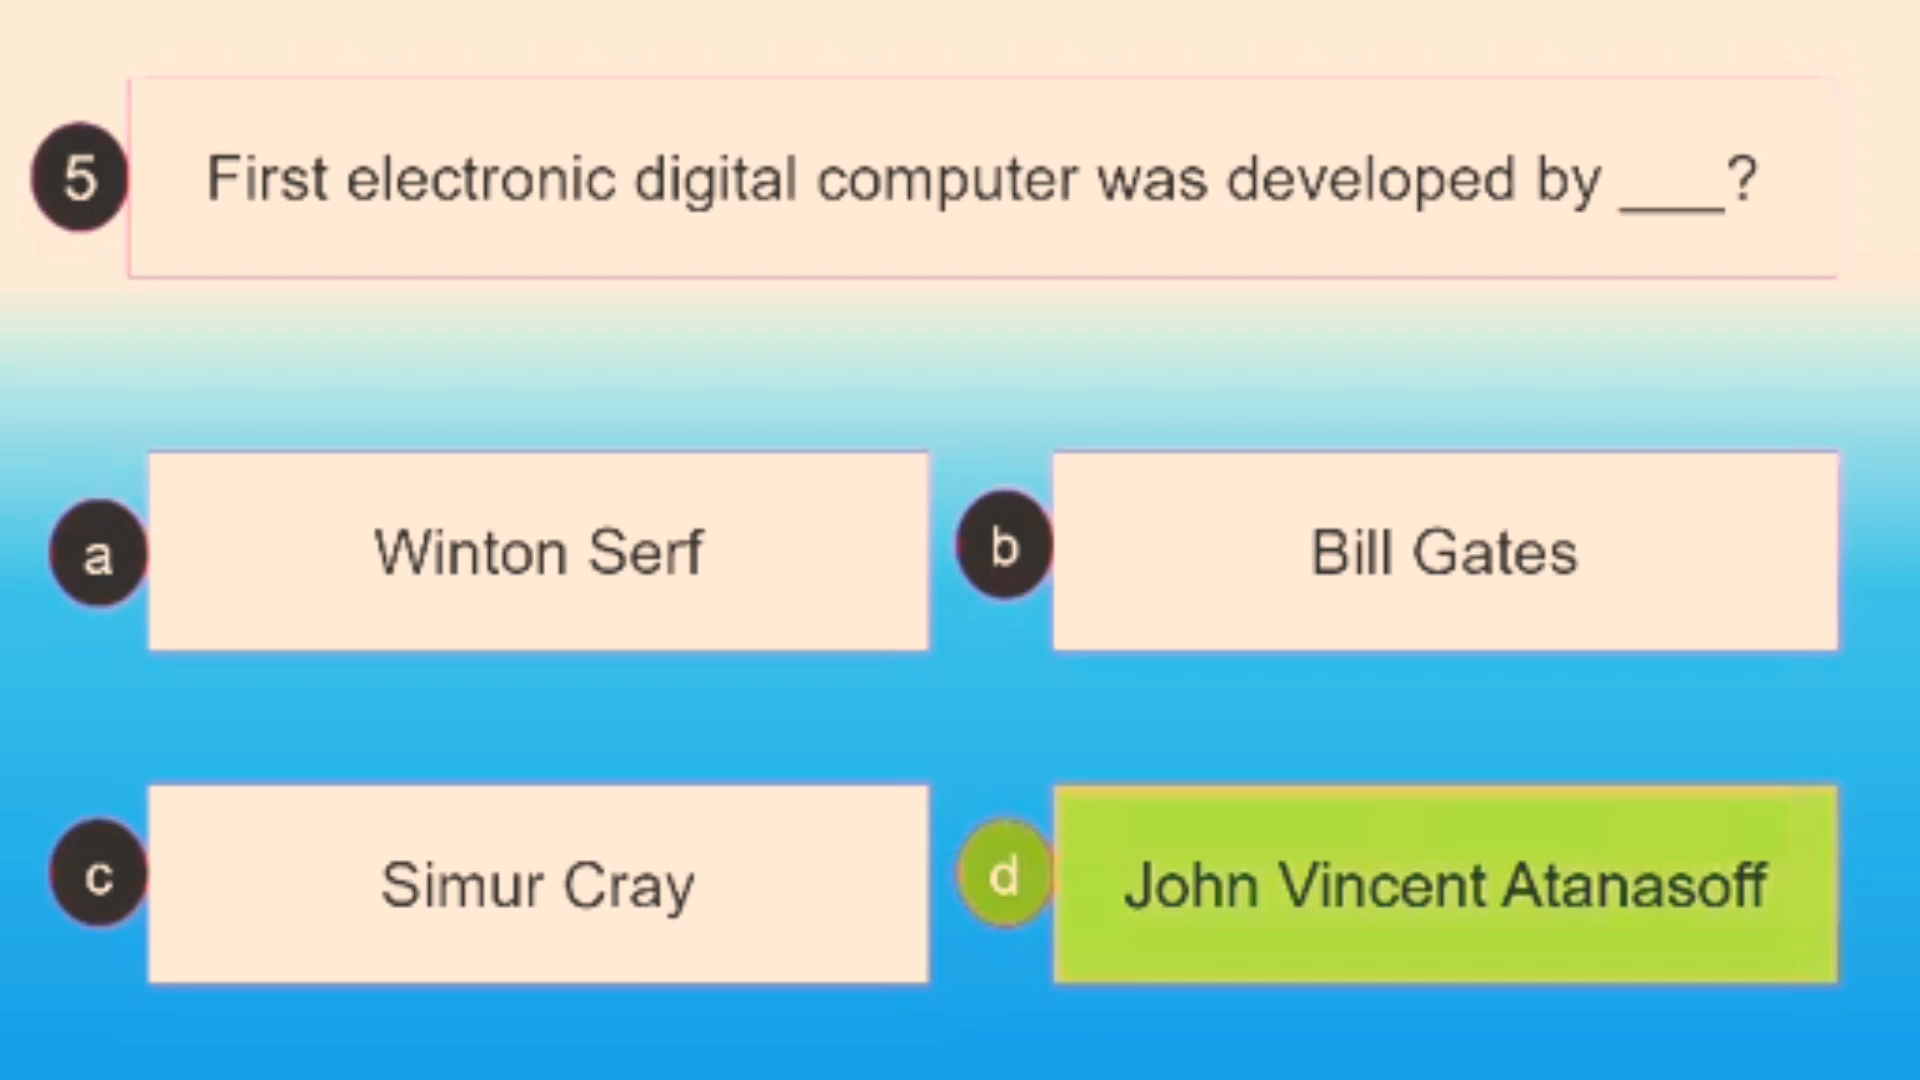 5 First electronic digital computer was developed by ___?
a Winton Serf
b Bill Gates
c Simur Cray
d John Vincent Atanasoff